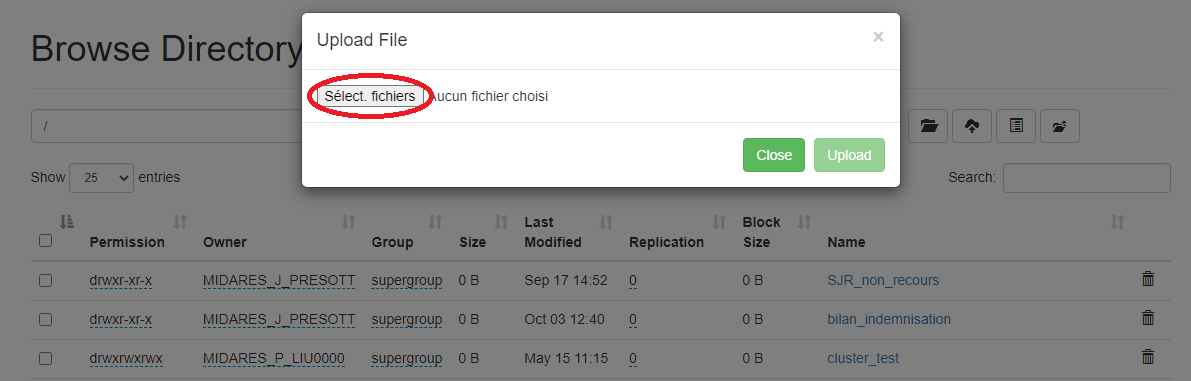 Browse Directory
Upload File
×
Sélect. fichiers Aucun fichier choisi
/
Close Upload
Show 25 entries Search:
Permission Owner Group Size Last Modified Replication Block Size Name
drwxr-xr-x MIDARES_J_PRESOTT supergroup 0 B Sep 17 14:52 0 0 B SJR_non_recours
drwxr-xr-x MIDARES_J_PRESOTT supergroup 0 B Oct 03 12:40 0 0 B bilan_indemnisation
drwxrwxrwx MIDARES_P_LIU0000 supergroup 0 B May 15 11:15 0 0 B cluster_test